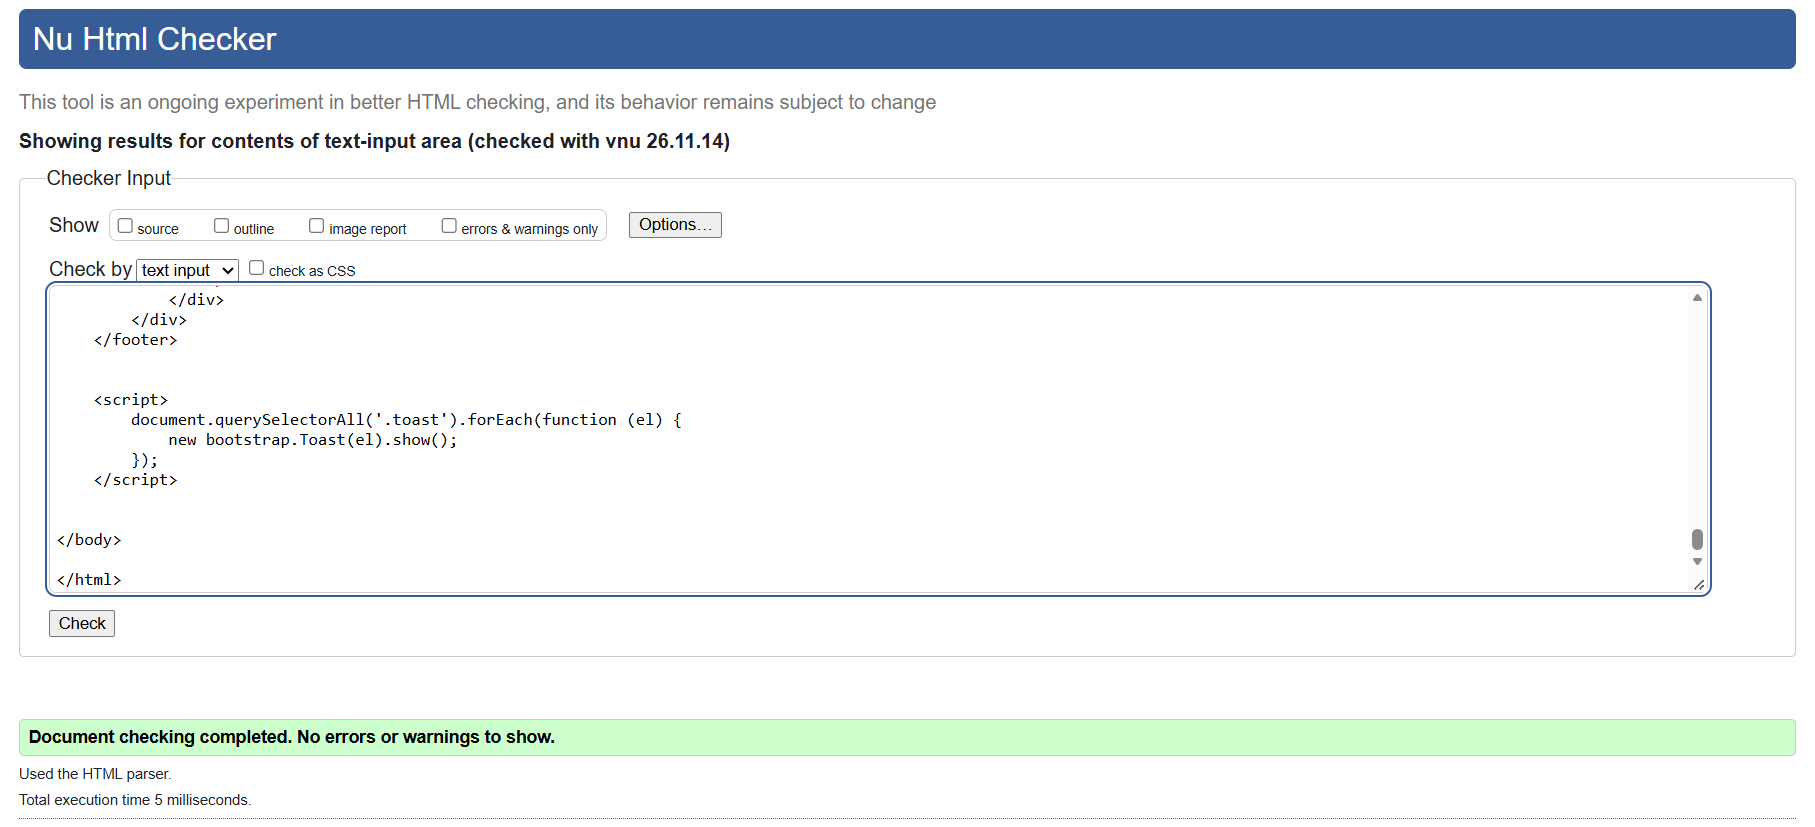 Nu Html Checker
This tool is an ongoing experiment in better HTML checking, and its behavior remains subject to change
Showing results for contents of text-input area (checked with vnu 26.11.14)
Checker Input
Show source outline image report errors & warnings only Options...
Check by text input check as CSS
</div>
</div>
</footer>
<script>
document.querySelectorAll('.toast').forEach(function (el) {
new bootstrap.Toast(el).show();
});
</script>
</body>
</html>
Check
Document checking completed. No errors or warnings to show.
Used the HTML parser.
Total execution time 5 milliseconds.